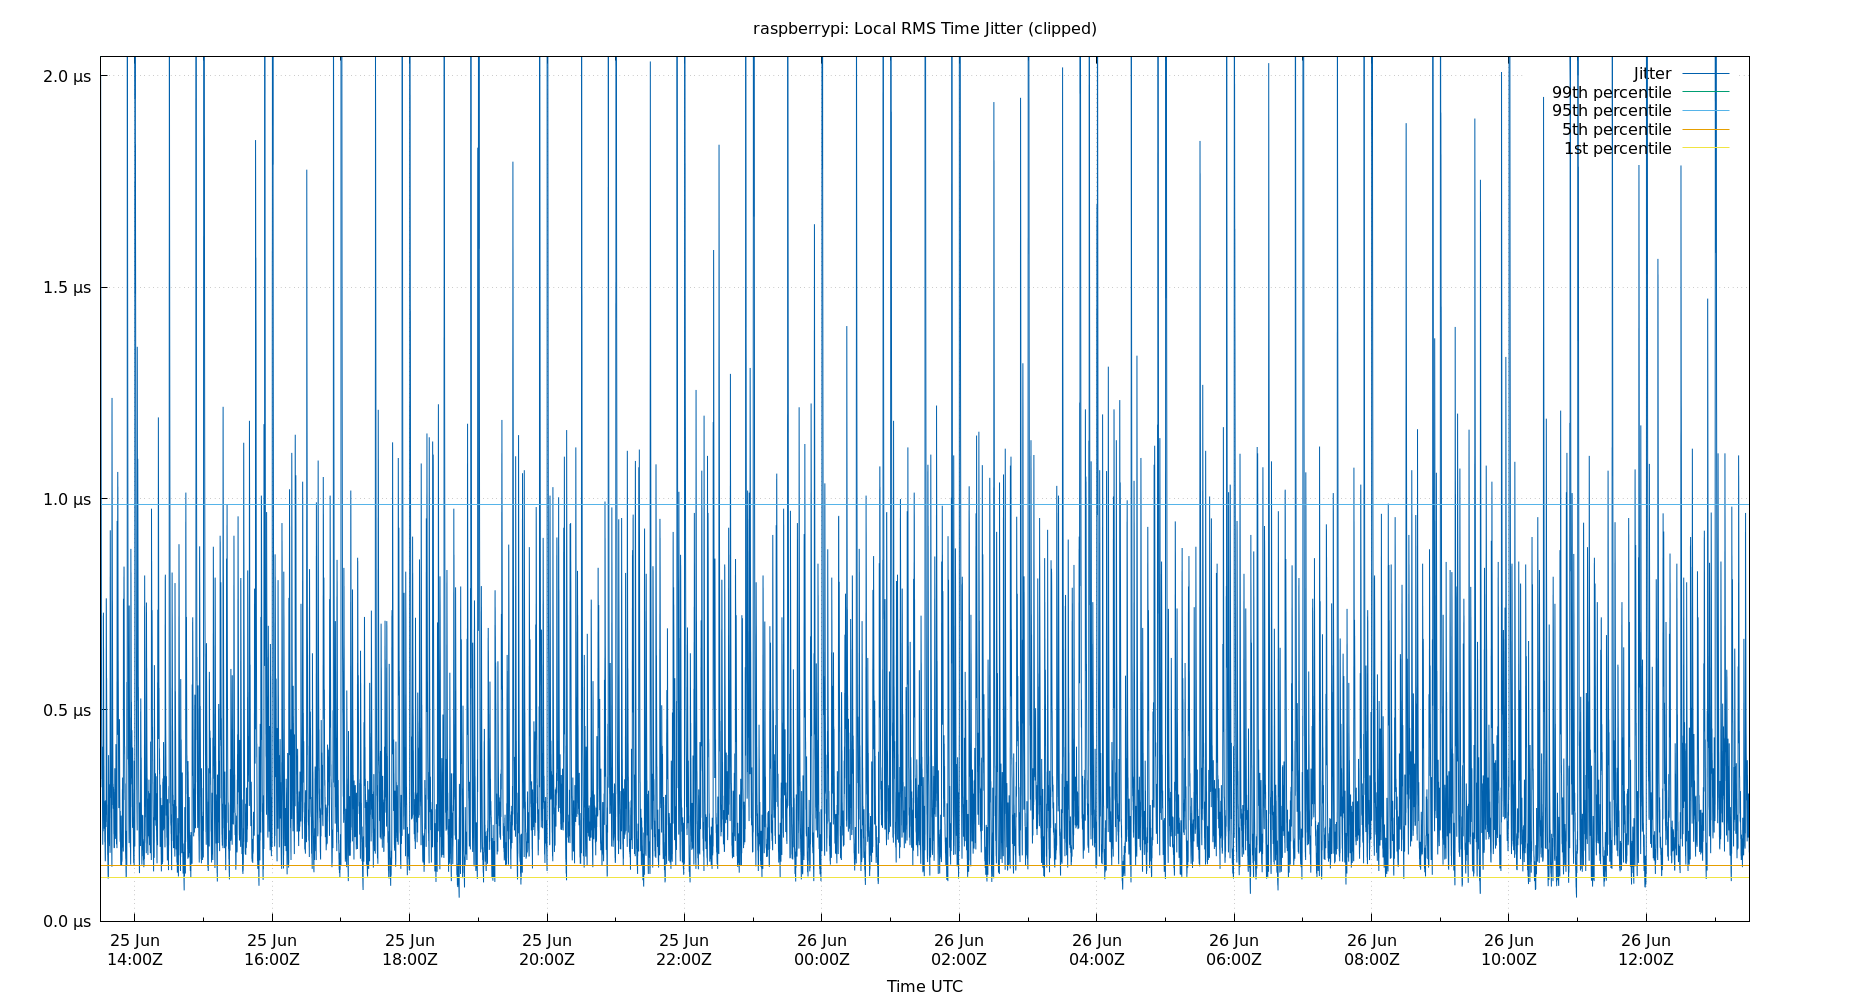 raspberrypi: Local RMS Time Jitter (clipped)
Jitter
99th percentile
95th percentile
5th percentile
1st percentile
2.0 µs
1.5 µs
1.0 µs
0.5 µs
0.0 µs
25 Jun 25 Jun 25 Jun 25 Jun 25 Jun 26 Jun 26 Jun 26 Jun 26 Jun 26 Jun 26 Jun 26 Jun
14:00Z 16:00Z 18:00Z 20:00Z 22:00Z 00:00Z 02:00Z 04:00Z 06:00Z 08:00Z 10:00Z 12:00Z
Time UTC